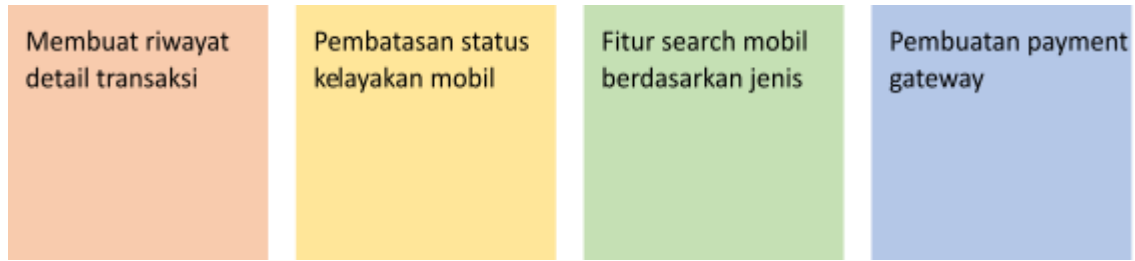 Membuat riwayat
detail transaksi
Pembatasan status
kelayakan mobil
Fitur search mobil
berdasarkan jenis
Pembuatan payment
gateway